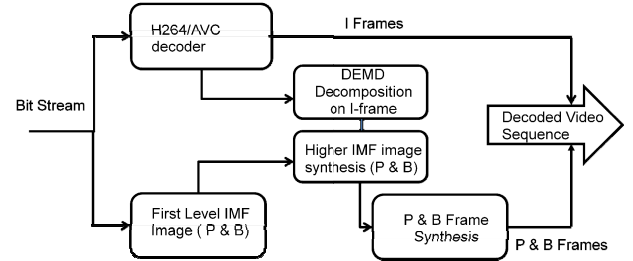 H264/AVC
decoder
I Frames
Bit Stream
DEMD
Decomposition
on I-frame
Decoded Video
Sequence
Higher IMF image
synthesis (P & B)
First Level IMF
Image ( P & B)
P & B Frame
Synthesis
P & B Frames